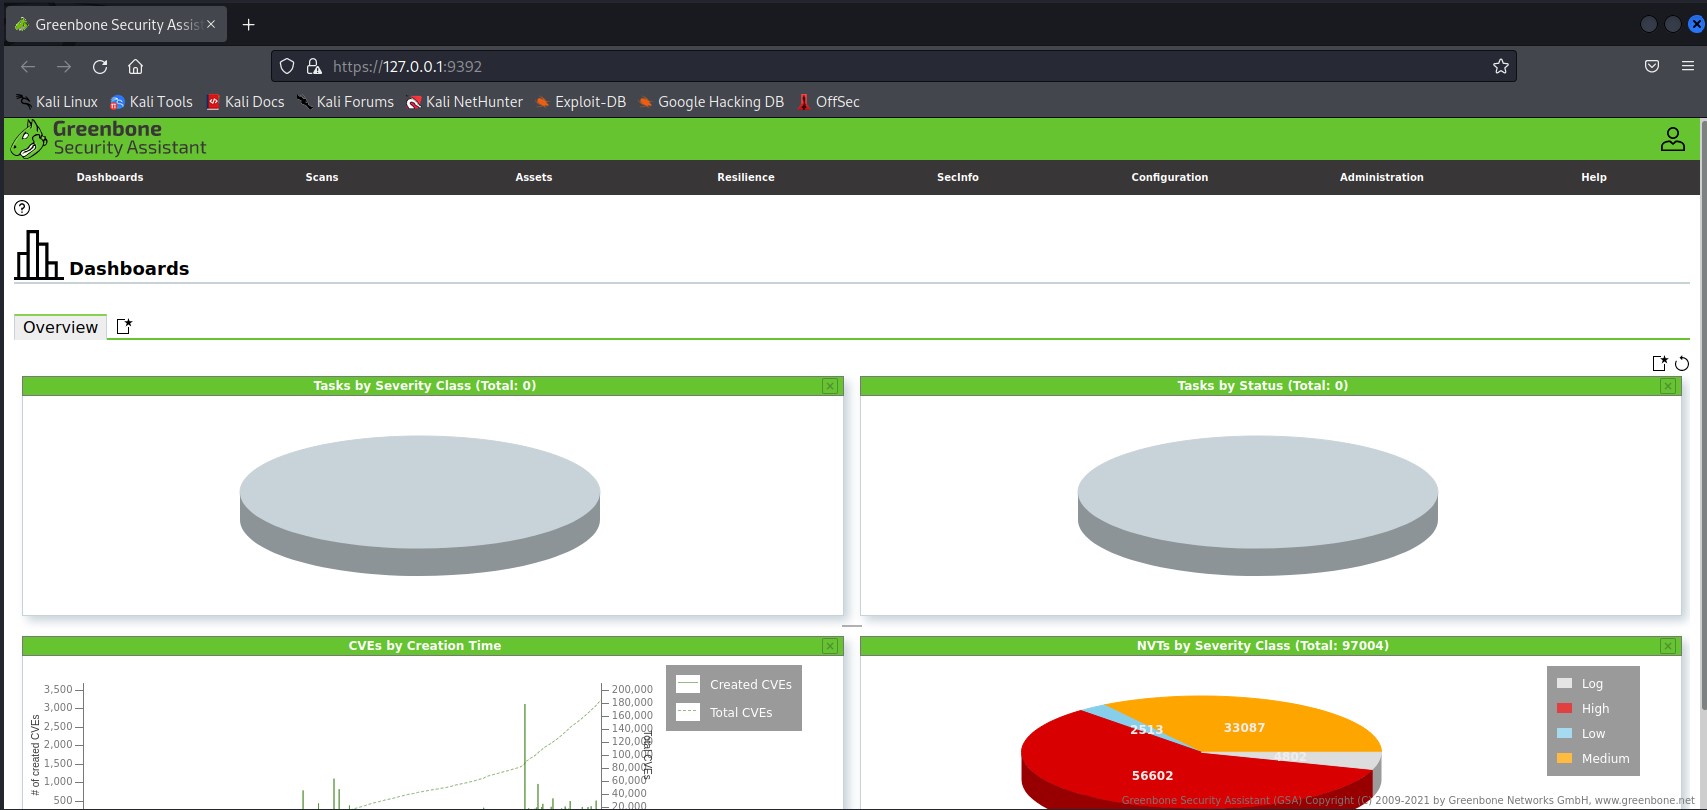 Greenbone Security Assis
https://127.0.0.1:9392
Kali Linux Kali Tools Kali Docs Kali Forums Kali NetHunter Exploit-DB Google Hacking DB OffSec
Greenbone
Security Assistant
Dashboards Scans Assets Resilience SecInfo Configuration Administration Help
Dashboards
Overview
Tasks by Severity Class (Total: 0)
Tasks by Status (Total: 0)
CVEs by Creation Time
# of created CVEs
3,500
3,000
2,500
2,000
1,500
1,000
500
200,000
180,000
160,000
140,000
120,000
100,000
80,000
60,000
40,000
20,000
Total CVEs
Created CVEs
Total CVEs
NVTs by Severity Class (Total: 97004)
2513
33087
4802
56602
Log
High
Low
Medium
Greenbone Security Assistant (GSA) Copyright (C) 2009-2021 by Greenbone Networks GmbH, www.greenbone.net